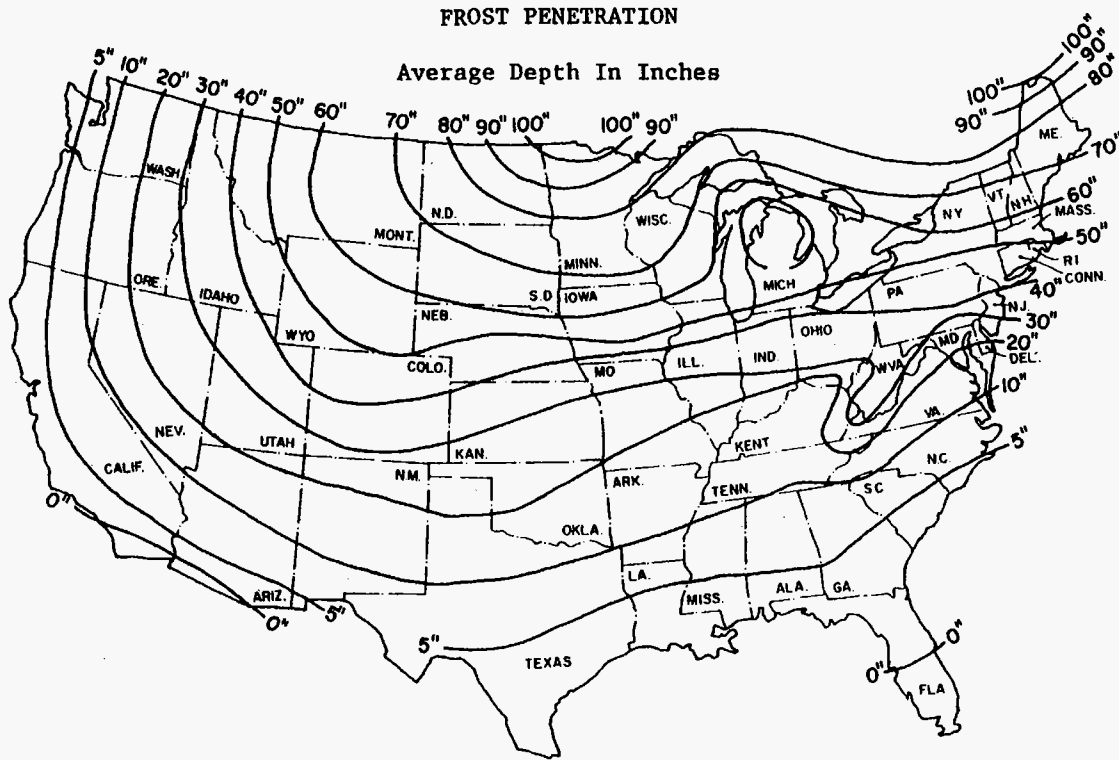 FROST PENETRATION
Average Depth In Inches
5" 10" 20" 30" 40" 50" 60" 70" 80" 90" 100" 100" 90"
100" 90" 80"
100"
90"
ME.
70"
WASH
N.D.
MONT.
WISC.
NY
VT.
N.H.
60"
MASS.
50"
RI
CONN.
MINN.
S.D
IOWA
MICH
PA
40"
ORE.
IDAHO
NEB.
WYO
COLO.
MO
ILL.
IND.
OHIO
N.J.
30"
MD
20"
DEL.
WVA
10"
VA.
NEV.
UTAH
KAN.
KENT
CALIF.
N.M.
ARK.
TENN.
N.C.
5"
S.C
OKLA.
0"
LA.
MISS.
ALA.
GA.
ARIZ.
0"
5"
5"
TEXAS
0"
0"
FLA